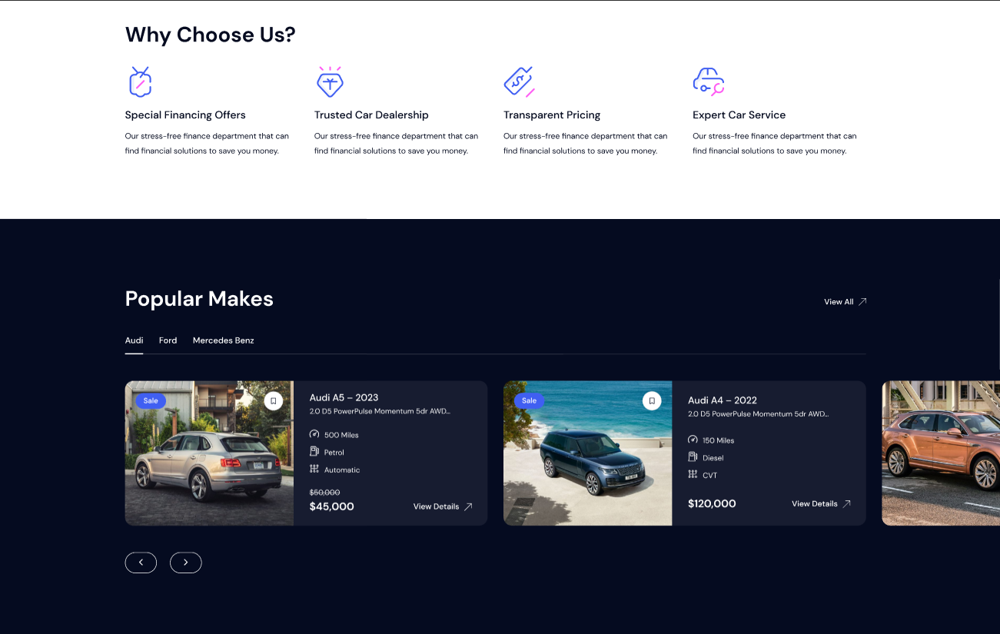 Why Choose Us?
Special Financing Offers
Our stress-free finance department that can
find financial solutions to save you money.
Trusted Car Dealership
Our stress-free finance department that can
find financial solutions to save you money.
Transparent Pricing
Our stress-free finance department that can
find financial solutions to save you money.
Expert Car Service
Our stress-free finance department that can
find financial solutions to save you money.
Popular Makes
View All
Audi
Ford
Mercedes Benz
Sale
Audi A5 – 2023
2.0 D5 PowerPulse Momentum 5dr AWD...
500 Miles
Petrol
Automatic
$50,000
$45,000
View Details
Sale
Audi A4 – 2022
2.0 D5 PowerPulse Momentum 5dr AWD...
150 Miles
Diesel
CVT
$120,000
View Details